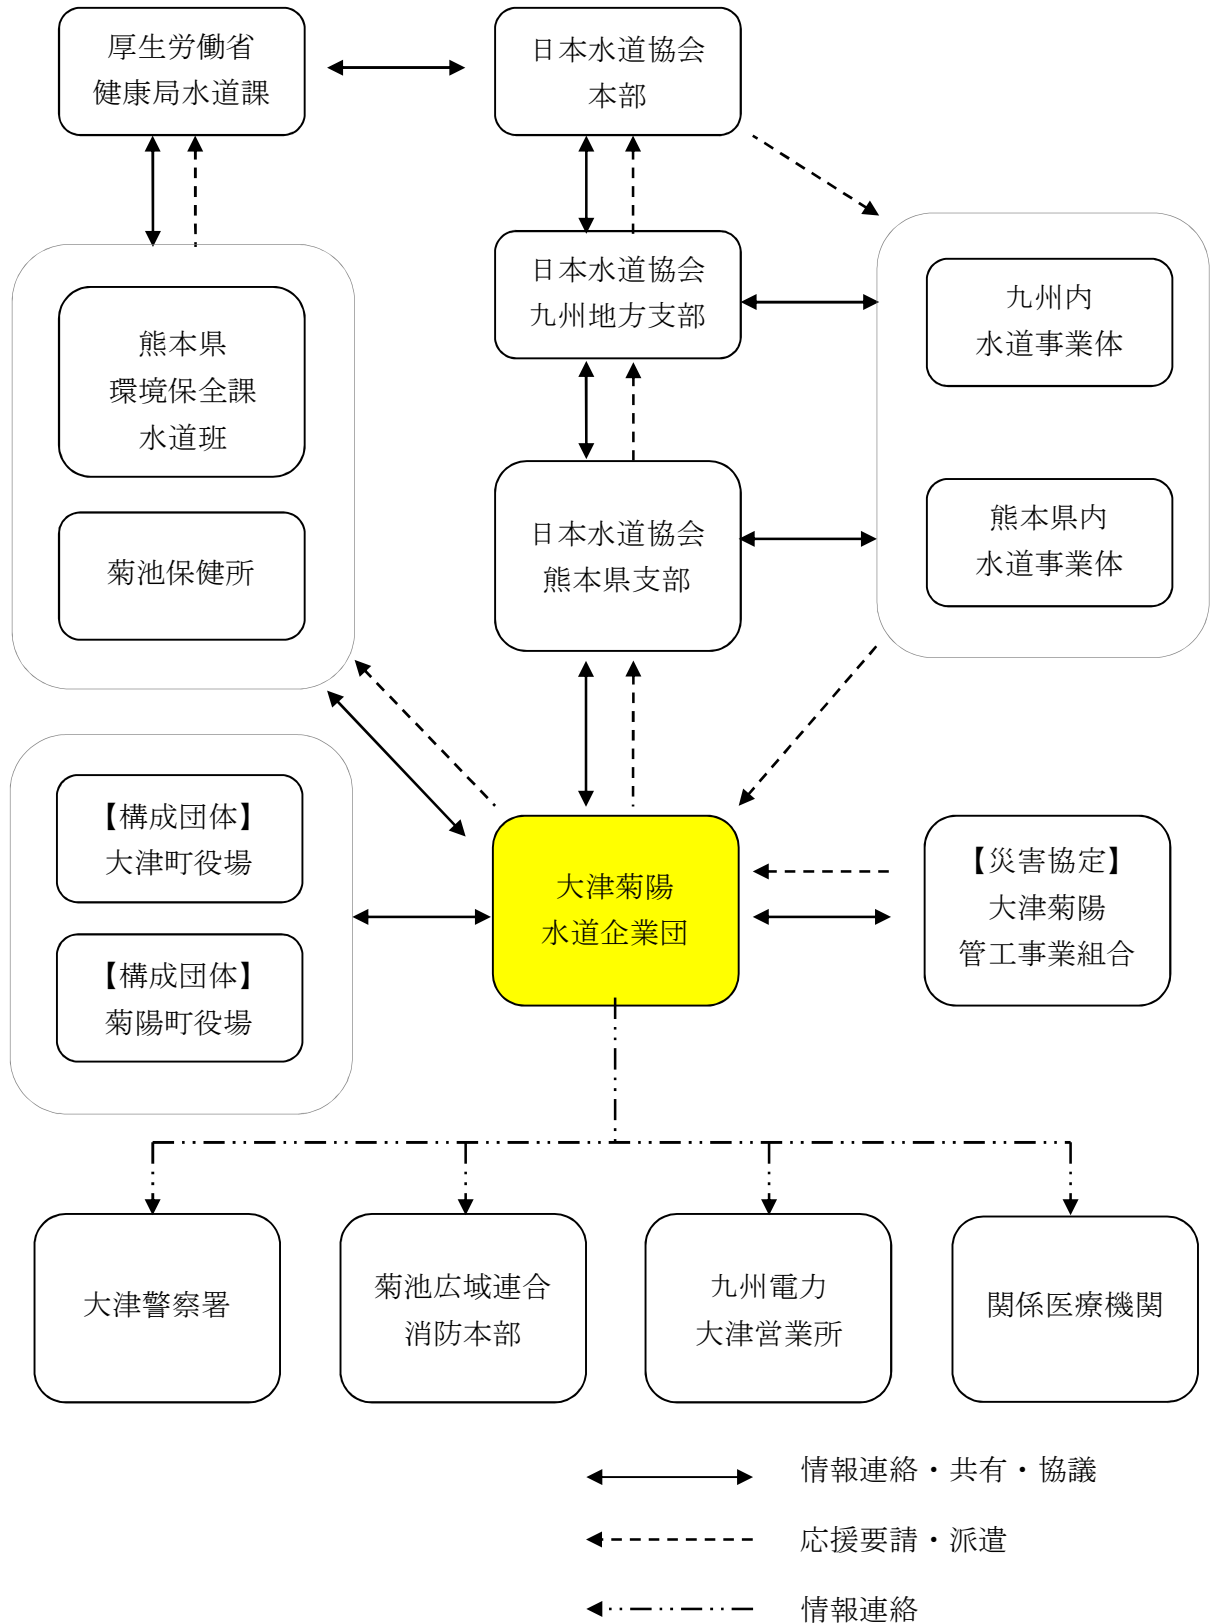 厚生労働省
健康局水道課
日本水道協会
本部
日本水道協会
九州地方支部
九州内
水道事業体
熊本県
環境保全課
水道班
日本水道協会
熊本県支部
熊本県内
水道事業体
菊池保健所
【構成団体】
大津町役場
【構成団体】
菊陽町役場
大津菊陽
水道企業団
【災害協定】
大津菊陽
管工事業組合
大津警察署
菊池広域連合
消防本部
九州電力
大津営業所
関係医療機関
情報連絡・共有・協議
応援要請・派遣
情報連絡